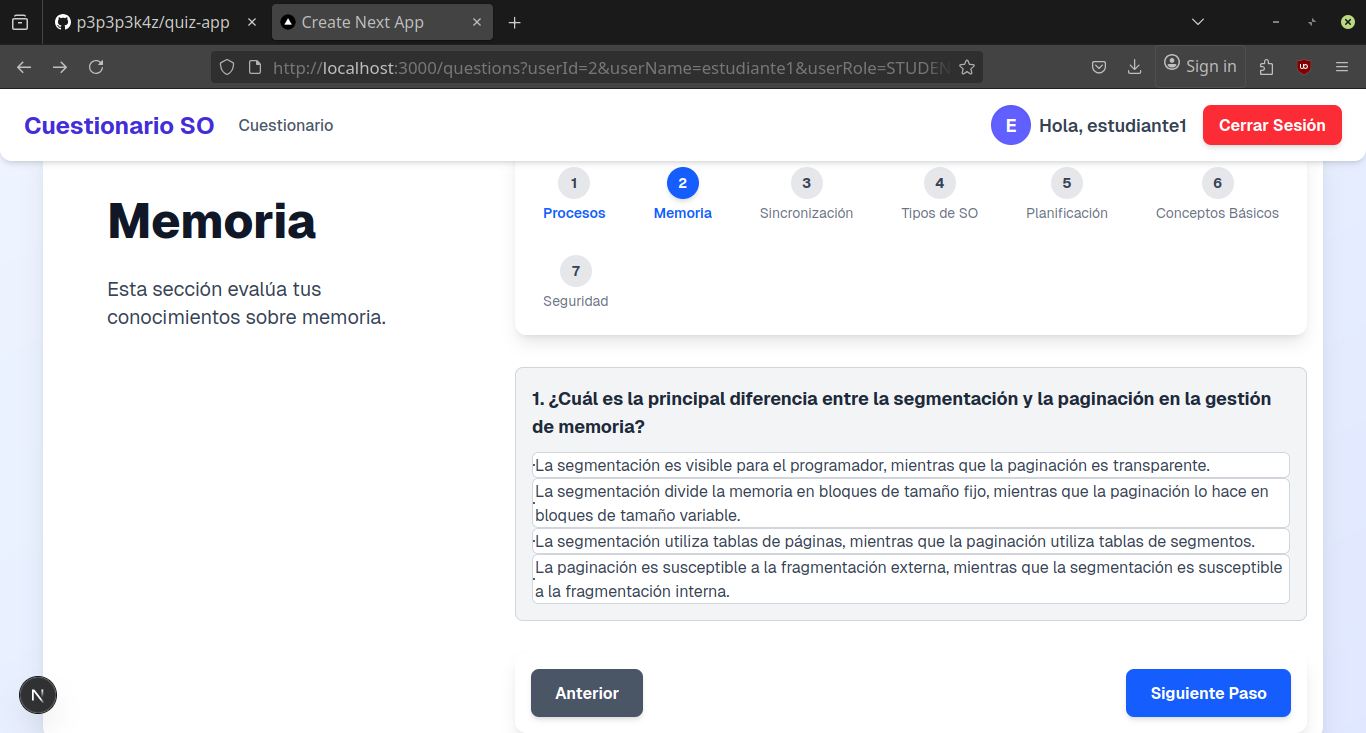 p3p3p3k4z/quiz-app
Create Next App
http://localhost:3000/questions?userId=2&userName=estudiante1&userRole=STUDEN
Sign in
Cuestionario SO
Cuestionario
E
Hola, estudiante1
Cerrar Sesión
Memoria
Esta sección evalúa tus
conocimientos sobre memoria.
1
2
3
4
5
6
Procesos
Memoria
Sincronización
Tipos de SO
Planificación
Conceptos Básicos
7
Seguridad
1. ¿Cuál es la principal diferencia entre la segmentación y la paginación en la gestión
de memoria?
La segmentación es visible para el programador, mientras que la paginación es transparente.
La segmentación divide la memoria en bloques de tamaño fijo, mientras que la paginación lo hace en
bloques de tamaño variable.
La segmentación utiliza tablas de páginas, mientras que la paginación utiliza tablas de segmentos.
La paginación es susceptible a la fragmentación externa, mientras que la segmentación es susceptible
a la fragmentación interna.
Anterior
Siguiente Paso
N